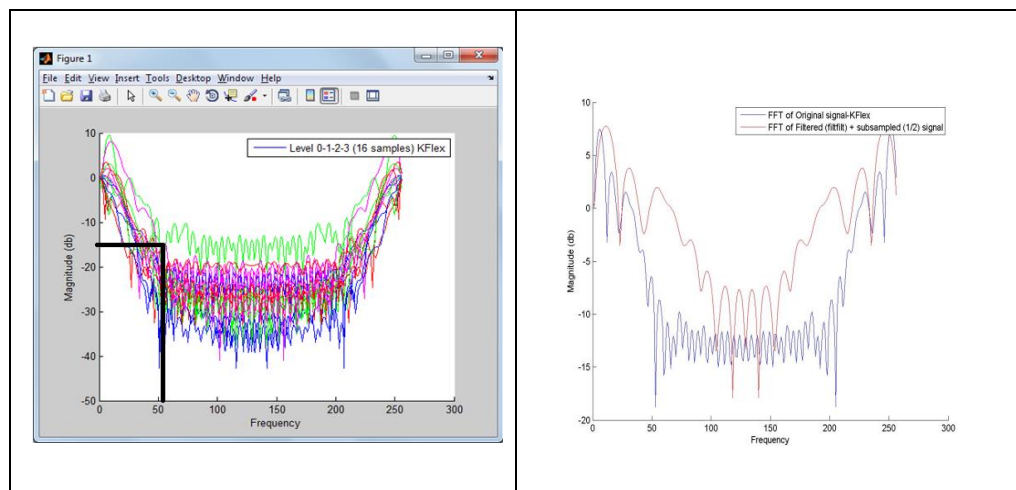 Figure 1
File Edit View Insert Tools Desktop Window Help
10
0
-10
-20
-30
-40
-50
Magnitude (db)
Level 0-1-2-3 (16 samples) KFlex
0 50 100 150 200 250 300
Frequency
10
5
0
-5
-10
-15
-20
Magnitude (db)
FFT of Original signal-KFlex
FFT of Filtered (filtfilt) + subsampled (1/2) signal
0 50 100 150 200 250 300
Frequency